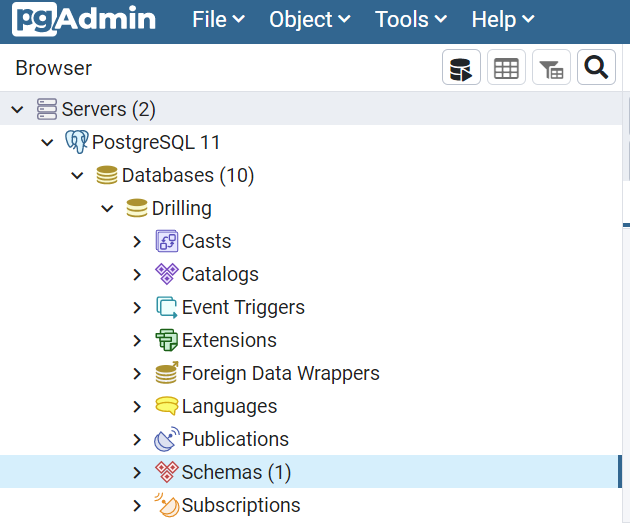 pgAdmin File Object Tools Help
Browser
Servers (2)
PostgreSQL 11
Databases (10)
Drilling
Casts
Catalogs
Event Triggers
Extensions
Foreign Data Wrappers
Languages
Publications
Schemas (1)
Subscriptions